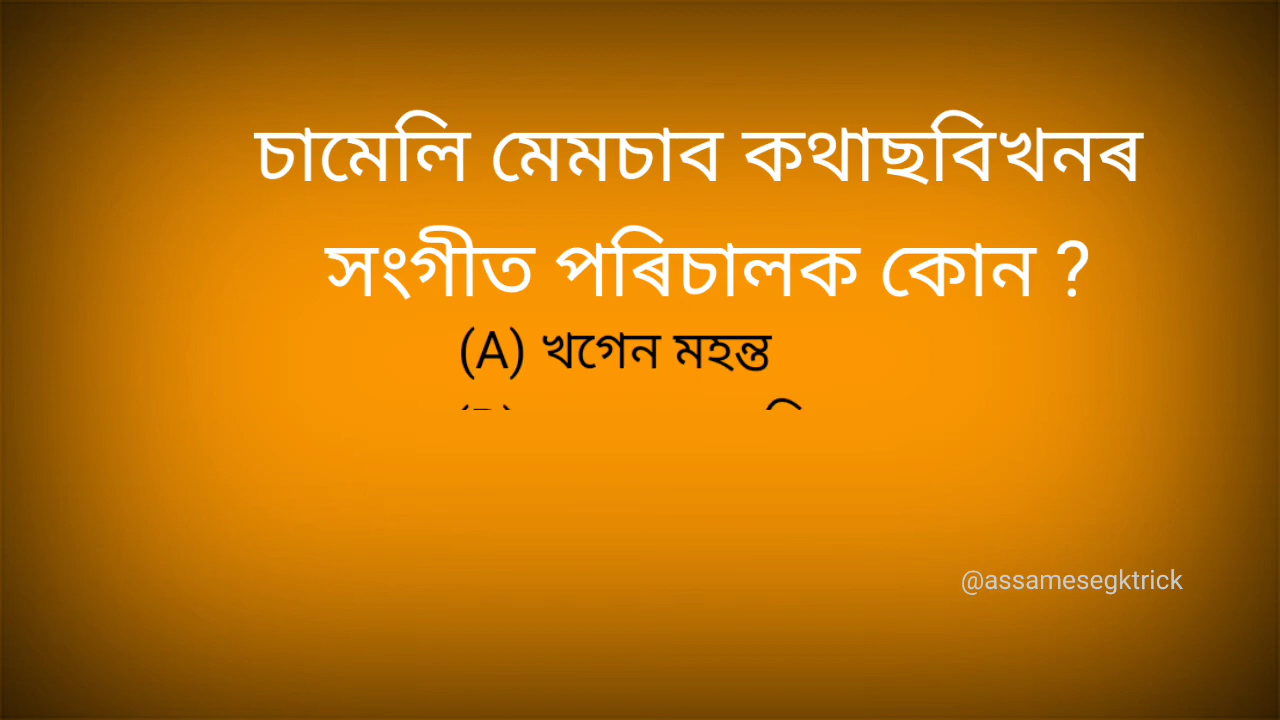 চামেলি মেমচাব কথাছবিখনৰ
সংগীত পৰিচালক কোন ?
(A) খগেন মহন্ত
@assamesegktrick